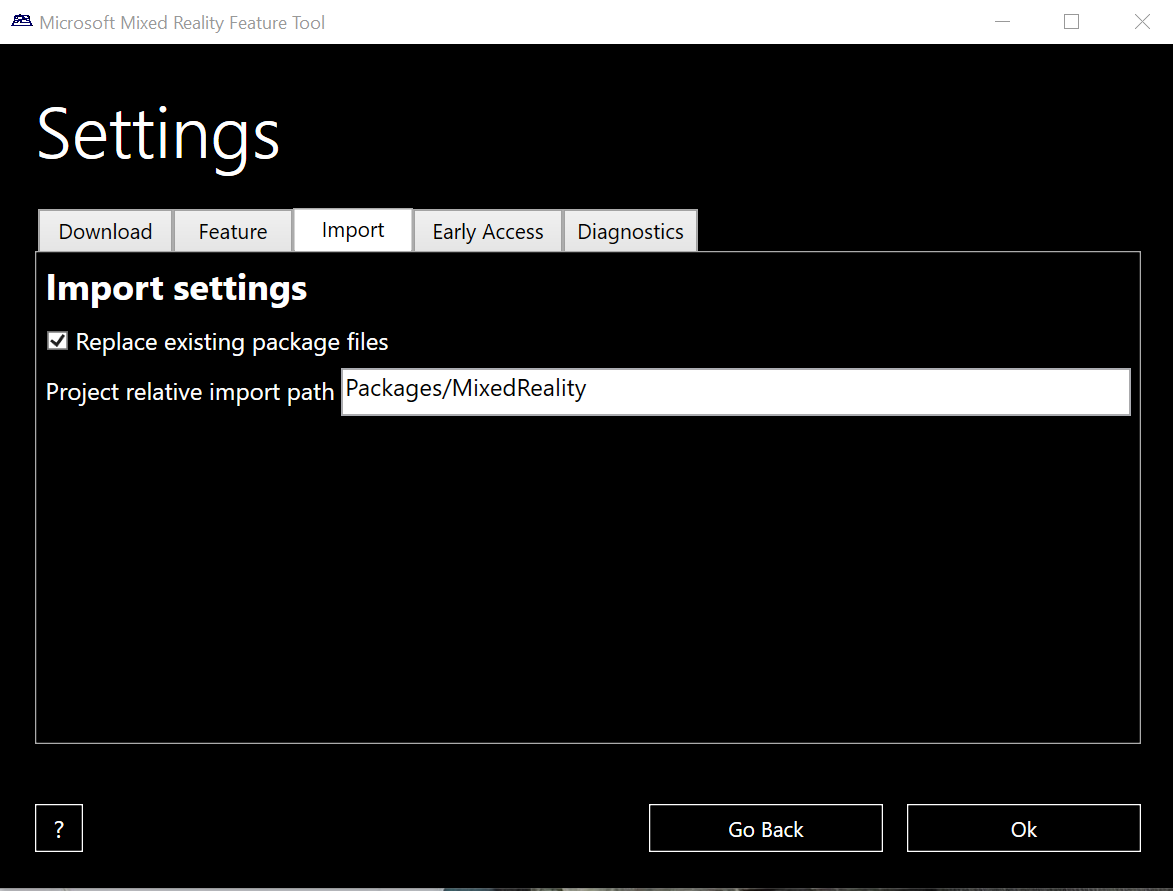 Microsoft Mixed Reality Feature Tool
Settings
Download Feature Import Early Access Diagnostics
Import settings
Replace existing package files
Project relative import path Packages/MixedReality
? Go Back Ok